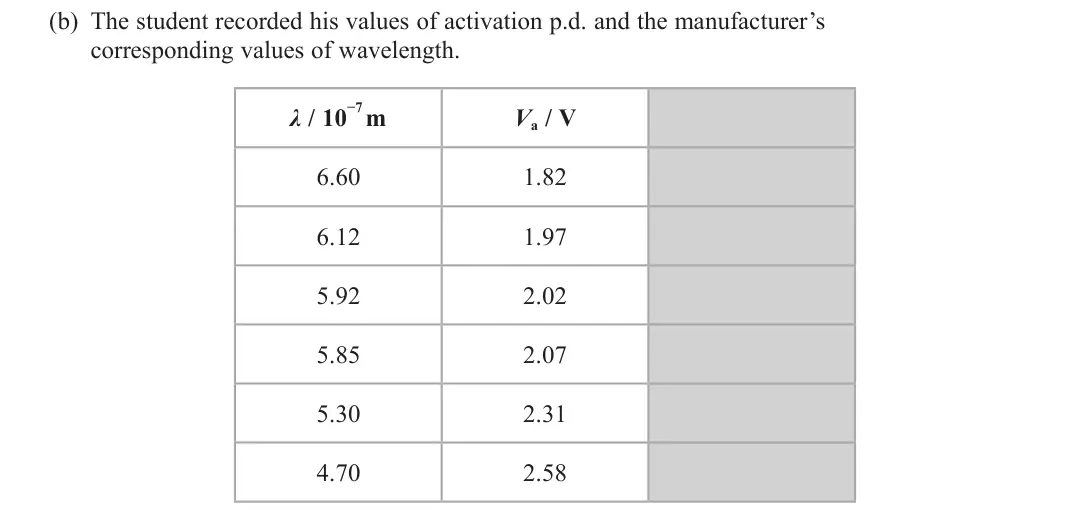 (b) The student recorded his values of activation p.d. and the manufacturer’s
corresponding values of wavelength.
λ / 10⁻⁷ m Vₐ / V
6.60 1.82
6.12 1.97
5.92 2.02
5.85 2.07
5.30 2.31
4.70 2.58